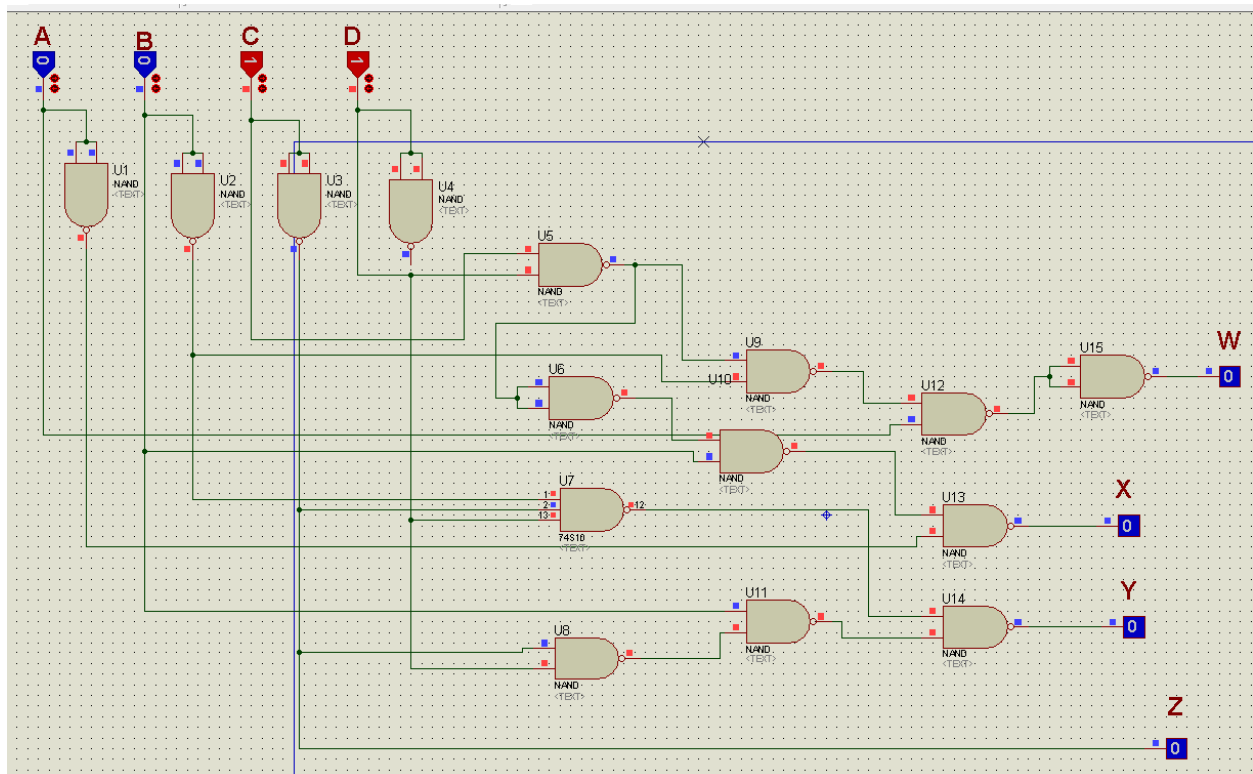 A B C D
0 0 1 1
U1
NAND
<TEXT>
U2
NAND
<TEXT>
U3
NAND
<TEXT>
U4
NAND
<TEXT>
U5
NAND
<TEXT>
U9
U10
NAND
<TEXT>
U15
NAND
<TEXT>
W
0
U6
NAND
<TEXT>
U12
NAND
<TEXT>
NAND
<TEXT>
U7
1
2
13
12
74S10
<TEXT>
U13
NAND
<TEXT>
X
0
U11
NAND
<TEXT>
U14
NAND
<TEXT>
Y
0
U8
NAND
<TEXT>
Z
0